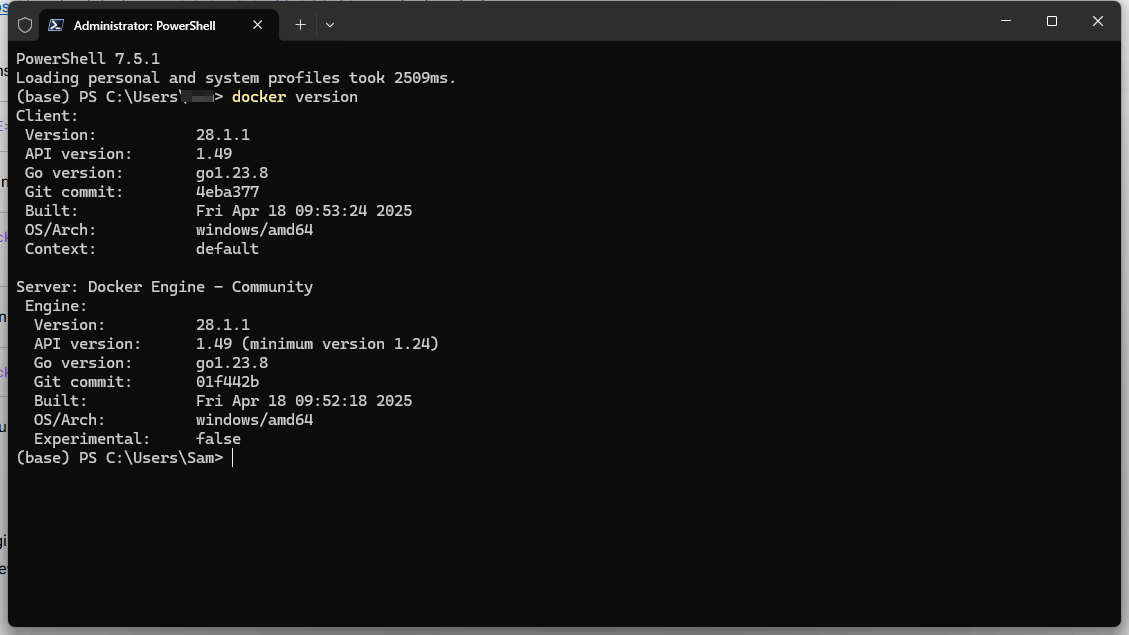 Administrator: PowerShell
PowerShell 7.5.1
Loading personal and system profiles took 2509ms.
(base) PS C:\Users\> docker version
Client:
 Version:           28.1.1
 API version:       1.49
 Go version:        go1.23.8
 Git commit:        4eba377
 Built:             Fri Apr 18 09:53:24 2025
 OS/Arch:           windows/amd64
 Context:           default

Server: Docker Engine - Community
 Engine:
  Version:          28.1.1
  API version:      1.49 (minimum version 1.24)
  Go version:       go1.23.8
  Git commit:       01f442b
  Built:            Fri Apr 18 09:52:18 2025
  OS/Arch:          windows/amd64
  Experimental:     false
(base) PS C:\Users\Sam>